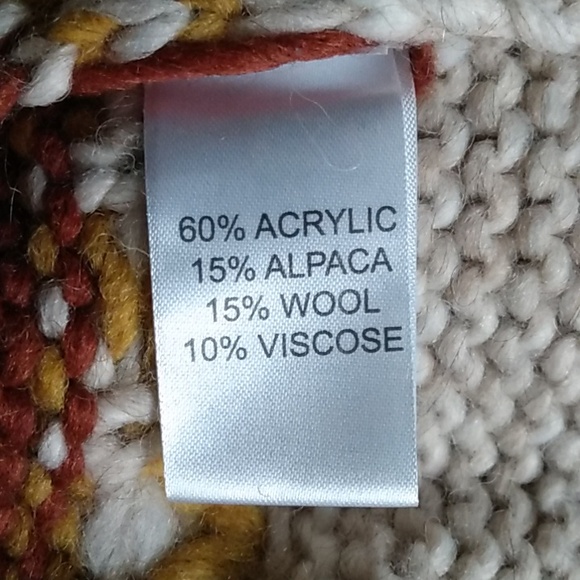 60% ACRYLIC
15% ALPACA
15% WOOL
10% VISCOSE